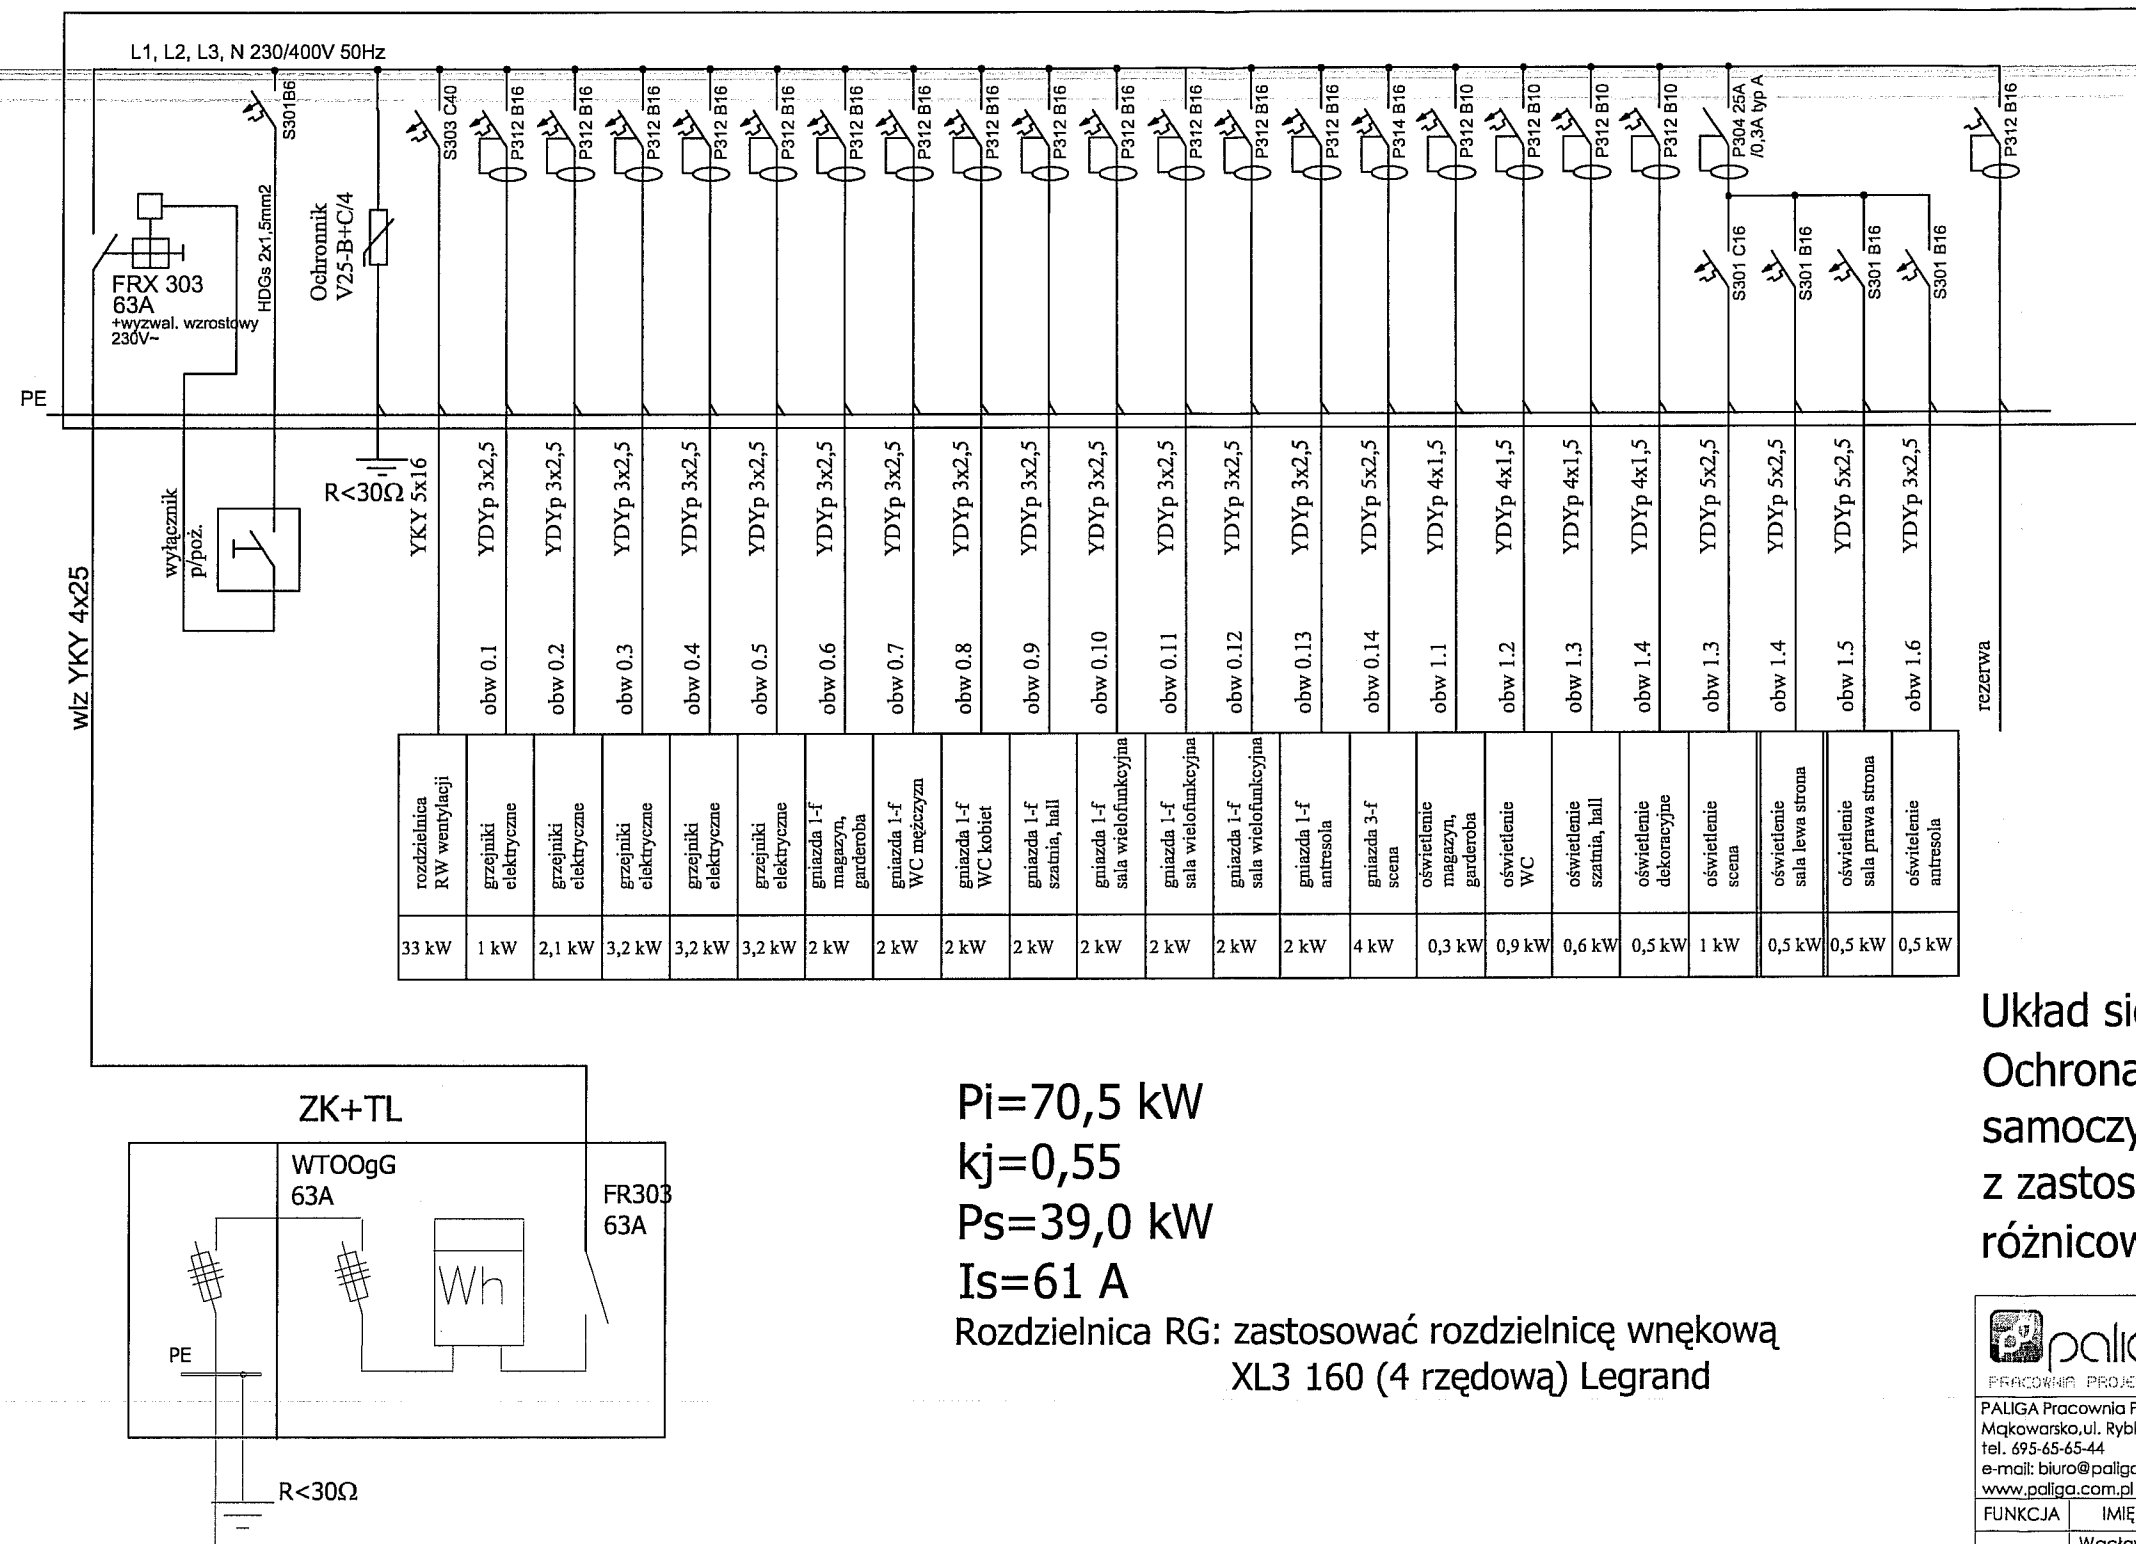 L1, L2, L3, N 230/400V 50Hz
S301B6
S303 C40
P312 B16
P312 B16
P312 B16
P312 B16
P312 B16
P312 B16
P312 B16
P312 B16
P312 B16
P312 B16
P312 B16
P312 B16
P312 B16
P314 B16
P312 B10
P312 B10
P312 B10
P312 B10
P304 25A
/0,3A typ A
P312 B16
S301 C16
S301 B16
S301 B16
S301 B16
HDGs 2x1,5mm2
Ochronnik
V25-B+C/4
FRX 303
63A
+wyzwal. wzrostowy
230V~
PE
R<30Ω
wyłącznik
p/poż.
wlz YKY 4x25
YKY 5x16
YDYp 3x2,5
YDYp 3x2,5
YDYp 3x2,5
YDYp 3x2,5
YDYp 3x2,5
YDYp 3x2,5
YDYp 3x2,5
YDYp 3x2,5
YDYp 3x2,5
YDYp 3x2,5
YDYp 3x2,5
YDYp 3x2,5
YDYp 3x2,5
YDYp 5x2,5
YDYp 4x1,5
YDYp 4x1,5
YDYp 4x1,5
YDYp 4x1,5
YDYp 5x2,5
YDYp 5x2,5
YDYp 5x2,5
YDYp 3x2,5
obw 0.1
obw 0.2
obw 0.3
obw 0.4
obw 0.5
obw 0.6
obw 0.7
obw 0.8
obw 0.9
obw 0.10
obw 0.11
obw 0.12
obw 0.13
obw 0.14
obw 1.1
obw 1.2
obw 1.3
obw 1.4
obw 1.3
obw 1.4
obw 1.5
obw 1.6
rezerwa
rozdzielnica
RW wentylacji
grzejniki
elektryczne
grzejniki
elektryczne
grzejniki
elektryczne
grzejniki
elektryczne
grzejniki
elektryczne
gniazda 1-f
magazyn,
garderoba
gniazda 1-f
WC mężczyzn
gniazda 1-f
WC kobiet
gniazda 1-f
szatnia, hall
gniazda 1-f
sala wielofunkcyjna
gniazda 1-f
sala wielofunkcyjna
gniazda 1-f
sala wielofunkcyjna
gniazda 1-f
antresola
gniazda 3-f
scena
oświetlenie
magazyn,
garderoba
oświetlenie
WC
oświetlenie
szatnia, hall
oświetlenie
dekoracyjne
oświetlenie
scena
oświetlenie
sala lewa strona
oświetlenie
sala prawa strona
oświtelenie
antresola
33 kW
1 kW
2,1 kW
3,2 kW
3,2 kW
3,2 kW
2 kW
2 kW
2 kW
2 kW
2 kW
2 kW
2 kW
2 kW
4 kW
0,3 kW
0,9 kW
0,6 kW
0,5 kW
1 kW
0,5 kW
0,5 kW
0,5 kW
ZK+TL
WTOOgG
63A
FR303
63A
Wh
PE
R<30Ω
Pi=70,5 kW
kj=0,55
Ps=39,0 kW
Is=61 A
Rozdzielnica RG: zastosować rozdzielnicę wnękową
XL3 160 (4 rzędową) Legrand
Układ si
Ochrona
samoczy
z zastos
różnicow
palig
PRACOWNIA PROJE
PALIGA Pracownia P
Mąkowarsko,ul. Ryb
tel. 695-65-65-44
e-mail: biuro@paliga
www.paliga.com.pl
FUNKCJA IMIĘ